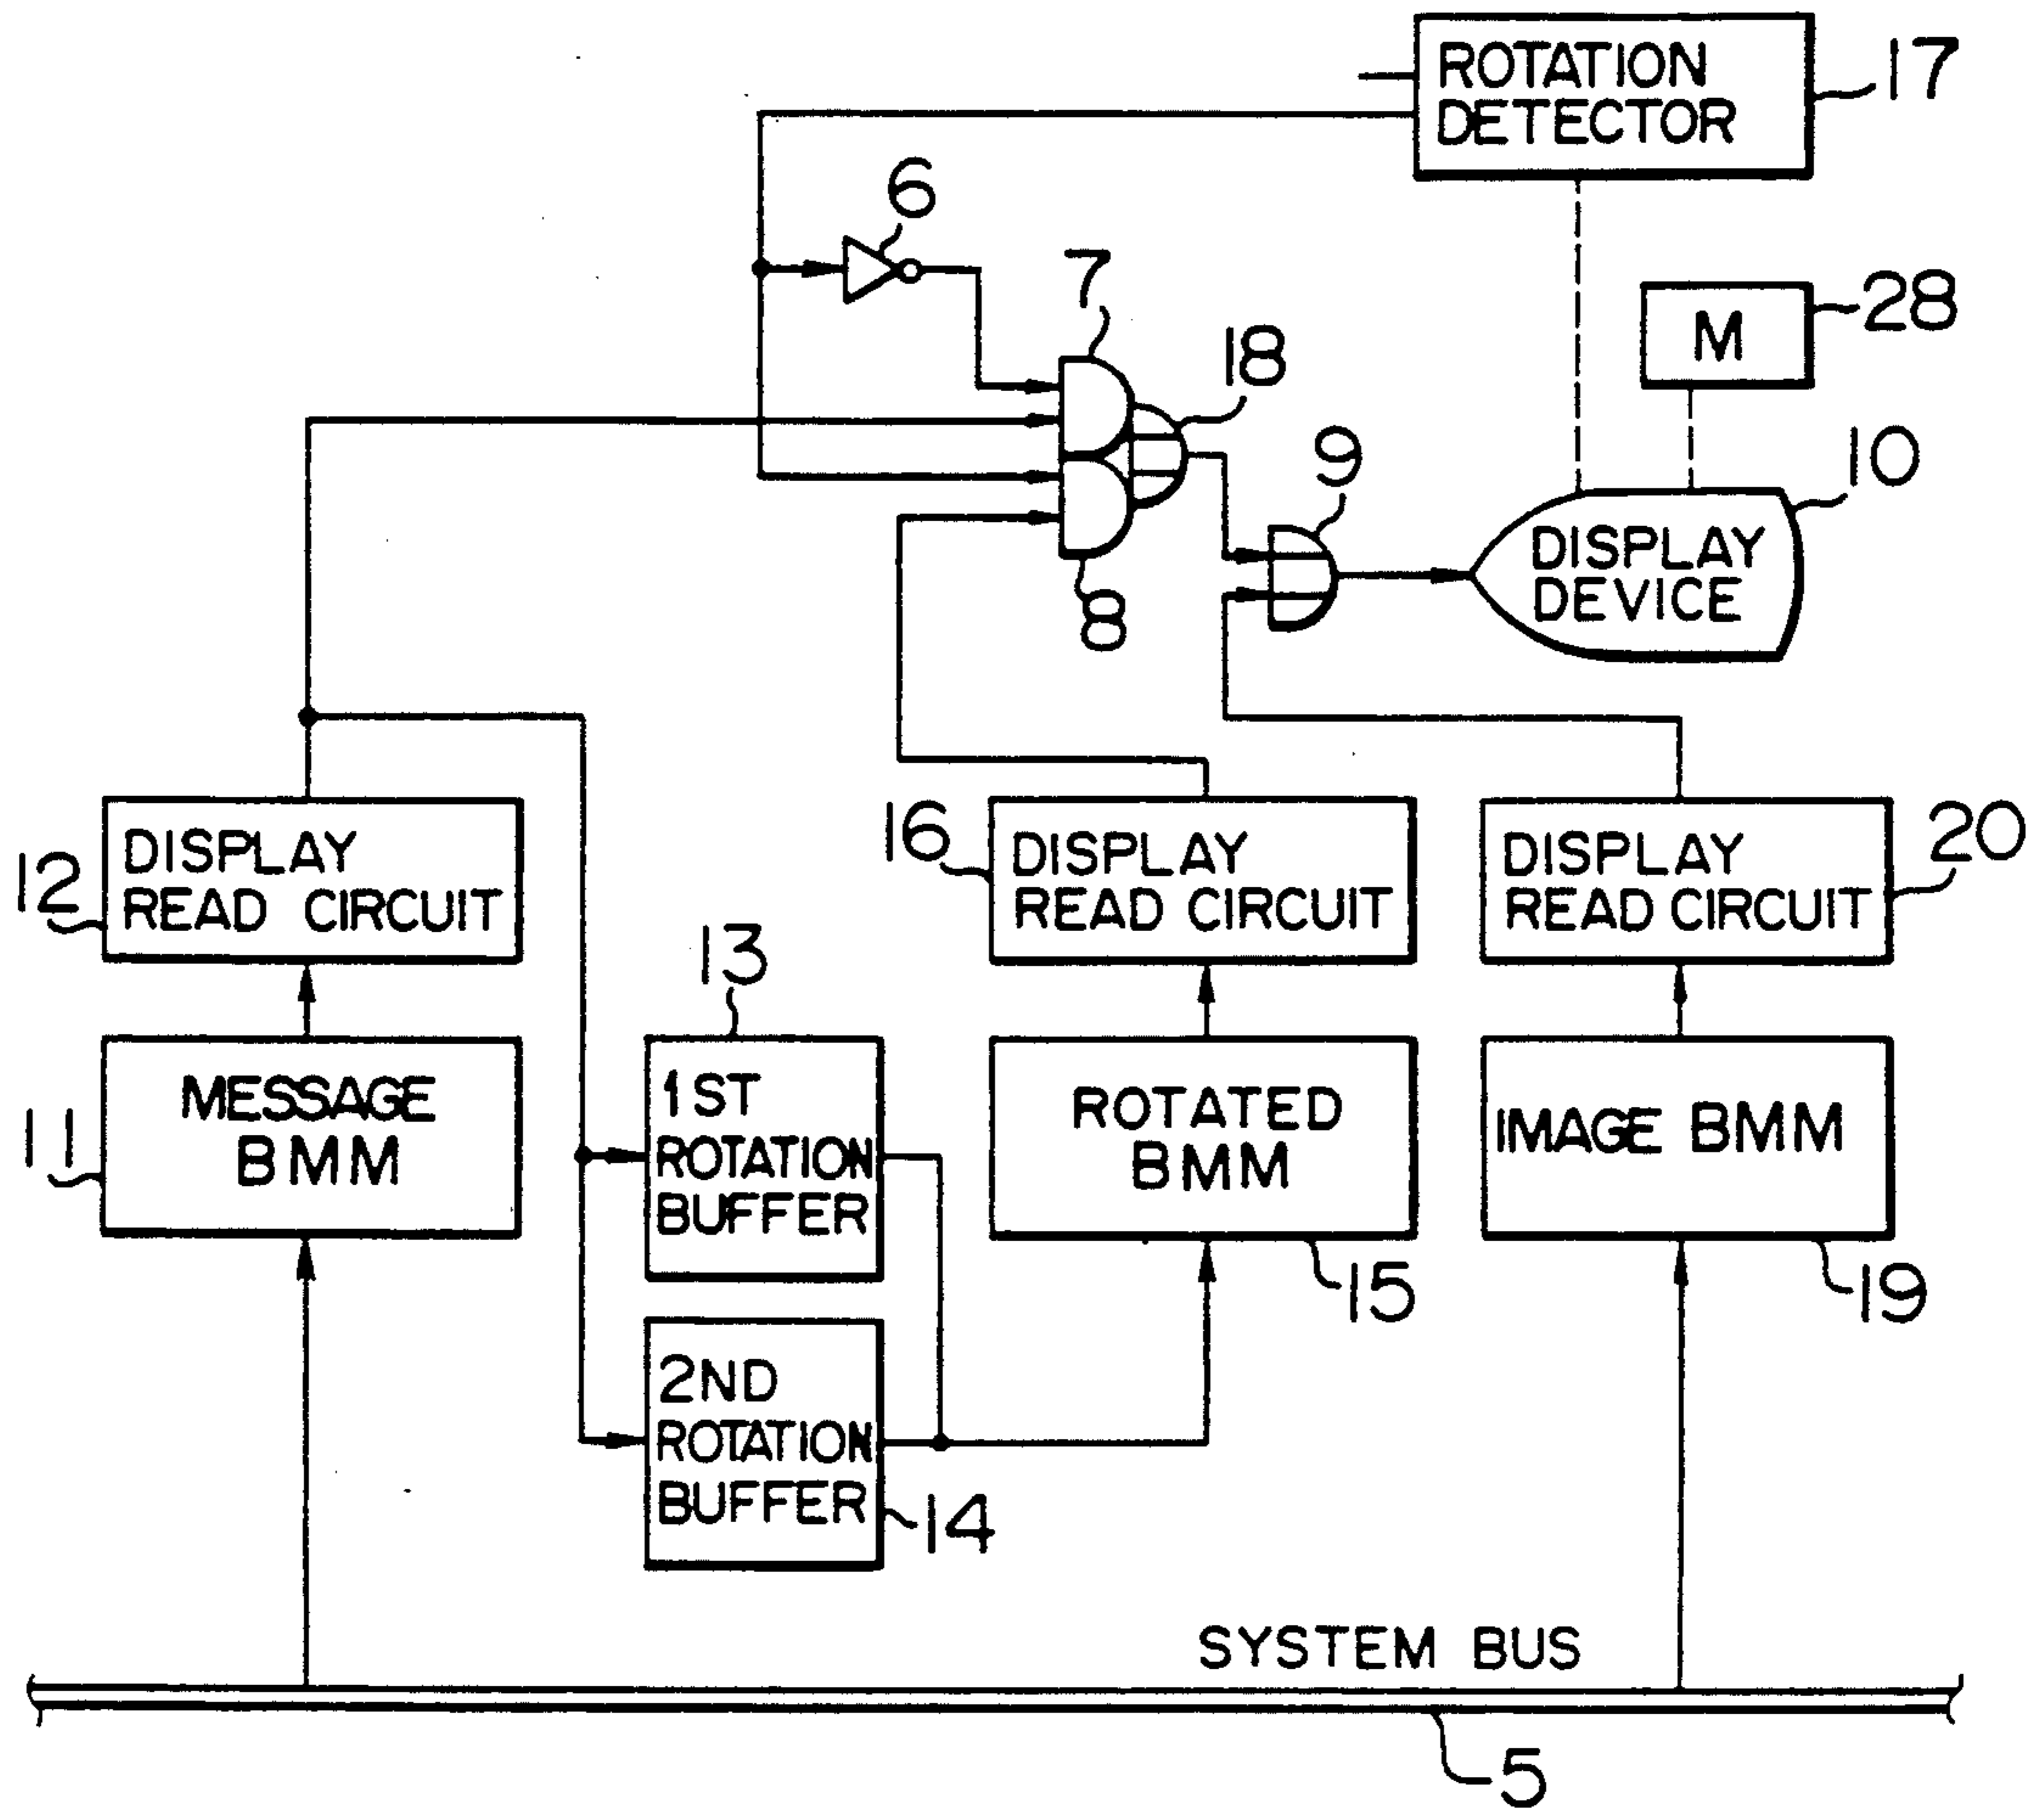 ROTATION
DETECTOR
17
6
7
28
M
18
9
10
DISPLAY
DEVICE
8
DISPLAY
READ CIRCUIT
12
16
DISPLAY
READ CIRCUIT
DISPLAY
READ CIRCUIT
20
13
MESSAGE
BMM
11
1ST
ROTATION
BUFFER
ROTATED
BMM
15
IMAGE BMM
19
2ND
ROTATION
BUFFER
14
SYSTEM BUS
5